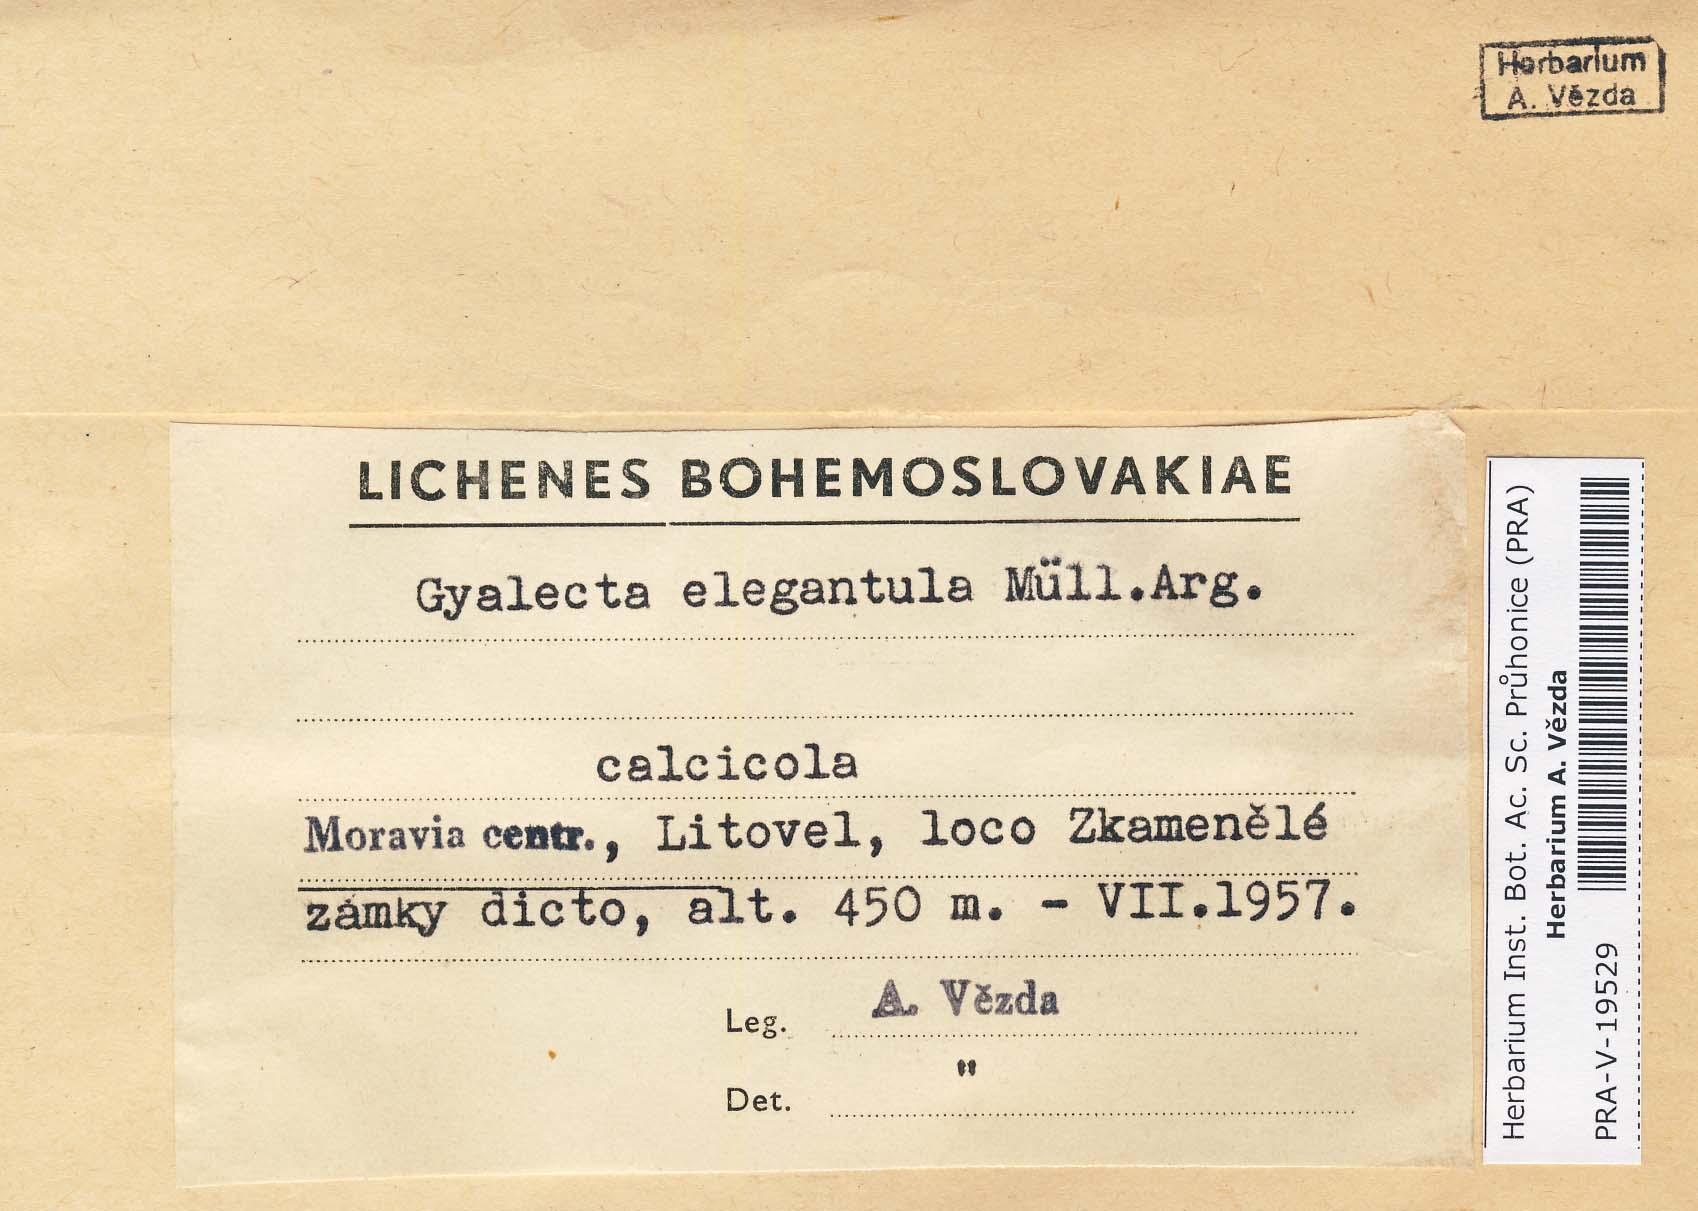 Herbarium
A. Vězda
LICHENES BOHEMOSLOVAKIAE
Gyalecta elegantula Müll.Arg.
calcicola
Moravia centr., Litovel, loco Zkamenělé
zámky dicto, alt. 450 m. - VII.1957.
Leg. A. Vězda
Det. "
Herbarium Inst. Bot. Ac. Sc. Průhonice (PRA)
Herbarium A. Vězda
PRA-V-19529